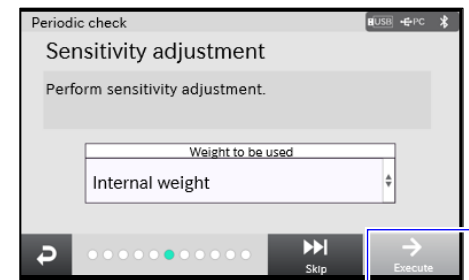 Periodic check
USB PC
Sensitivity adjustment
Perform sensitivity adjustment.
Weight to be used
Internal weight
Skip
Execute